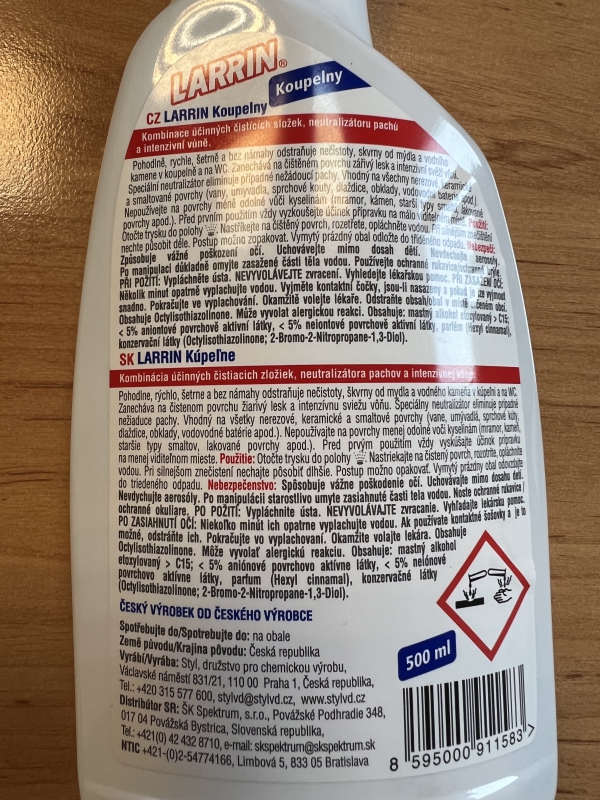 LARRIN®
Koupelny
CZ LARRIN Koupelny
Kombinace účinných čistících složek, neutralizátoru pachů
a intenzivní vůně.
Pohodlně, rychle, šetrně a bez námahy odstraňuje nečistoty, skvrny od mýdla a vodního
kamene v koupelně a na WC. Zanechává na čištěném povrchu zářivý lesk a intenzivní svěží vůni.
Speciální neutralizátor eliminuje případné nežádoucí pachy. Vhodný na všechny nerezové, keramické
a smaltované povrchy (vany, umyvadla, sprchové kouty, dlaždice, obklady, vodovodní baterie apod.).
Nepoužívejte na povrchy méně odolné vůči kyselinám (mramor, kámen, starší typy smaltů, lakované
povrchy apod.). Před prvním použitím vždy vyzkoušejte účinek přípravku na málo viditelném místě. Použití:
Otočte trysku do polohy. Nastříkejte na čištěný povrch, rozetřete, opláchněte vodou. Při silnějším znečištění
nechte působit déle. Postup možno zopakovat. Vymytý prázdný obal odložte do tříděného odpadu. Nebezpečí:
Způsobuje vážné poškození očí. Uchovávejte mimo dosah dětí. Nevdechujte aerosoly.
Po manipulaci důkladně omyjte zasažené části těla vodou. Používejte ochranné rukavice/ochranné brýle.
PŘI POŽITÍ: Vypláchněte ústa. NEVYVOLÁVEJTE zvracení. Vyhledejte lékařskou pomoc. PŘI ZASAŽENÍ OČÍ:
Několik minut opatrně vyplachujte vodou. Vyjměte kontaktní čočky, jsou-li nasazeny a pokud je lze vyjmout
snadno. Pokračujte ve vyplachování. Okamžitě volejte lékaře. Odstraňte obsah/obal v místě určeném obcí.
Obsahuje Octylisothiazolinone. Může vyvolat alergickou reakci. Obsahuje: mastný alkohol etoxylovaný > C15;
< 5% aniontové povrchově aktivní látky, < 5% neiontové povrchově aktivní látky, parfém (Hexyl cinnamal),
konzervační látky (Octylisothiazolinone; 2-Bromo-2-Nitropropane-1,3-Diol).
SK LARRIN Kúpeľne
Kombinácia účinných čistiacich zložiek, neutralizátora pachov a intenzívnej vône.
Pohodlne, rýchlo, šetrne a bez námahy odstraňuje nečistoty, škvrny od mydla a vodného kameňa v kúpeľni a na WC.
Zanecháva na čistenom povrchu žiarivý lesk a intenzívnu sviežu vôňu. Špeciálny neutralizátor eliminuje prípadné
nežiaduce pachy. Vhodný na všetky nerezové, keramické a smaltové povrchy (vane, umývadlá, sprchové kúty,
dlaždice, obklady, vodovodné batérie apod.). Nepoužívajte na povrchy menej odolné voči kyselinám (mramor, kameň,
staršie typy smaltov, lakované povrchy apod.). Pred prvým použitím vždy vyskúšajte účinok prípravku
na menej viditeľnom mieste. Použitie: Otočte trysku do polohy. Nastriekajte na čistený povrch, rozotrite, opláchnite
vodou. Pri silnejšom znečistení nechajte pôsobiť dlhšie. Postup možno opakovať. Vymytý prázdny obal odovzdajte
do triedeného odpadu. Nebezpečenstvo: Spôsobuje vážne poškodenie očí. Uchovávajte mimo dosahu detí.
Nevdychujte aerosóly. Po manipulácii starostlivo umyte zasiahnuté časti tela vodou. Noste ochranné rukavice /
ochranné okuliare. PO POŽITÍ: Vypláchnite ústa. NEVYVOLÁVAJTE zvracanie. Vyhľadajte lekársku pomoc.
PO ZASIAHNUTÍ OČÍ: Niekoľko minút ich opatrne vyplachujte vodou. Ak používate kontaktné šošovky a je to
možné, odstráňte ich. Pokračujte vo vyplachovaní. Okamžite volajte lekára. Obsahuje
Octylisothiazolinone. Môže vyvolať alergickú reakciu. Obsahuje: mastný alkohol
etoxylovaný > C15; < 5% aniónové povrchovo aktívne látky, < 5% neiónové
povrchovo aktívne látky, parfum (Hexyl cinnamal), konzervačné látky
(Octylisothiazolinone; 2-Bromo-2-Nitropropane-1,3-Diol).
ČESKÝ VÝROBEK OD ČESKÉHO VÝROBCE
Spotřebujte do/Spotrebujte do: na obale
Země původu/Krajina pôvodu: Česká republika
Vyrábí/Vyrába: Styl, družstvo pro chemickou výrobu,
Václavské náměstí 831/21, 110 00 Praha 1, Česká republika,
Tel.: +420 315 577 600, stylvd@stylvd.cz, www.stylvd.cz
Distribútor SR: ŠK Spektrum, s.r.o., Považské Podhradie 348,
017 04 Považská Bystrica, Slovenská republika,
Tel.: +421(0) 42 432 8710, e-mail: skspektrum@skspektrum.sk
NTIC +421-(0)2-54774166, Limbová 5, 833 05 Bratislava
500 ml
8 595000 911583 >